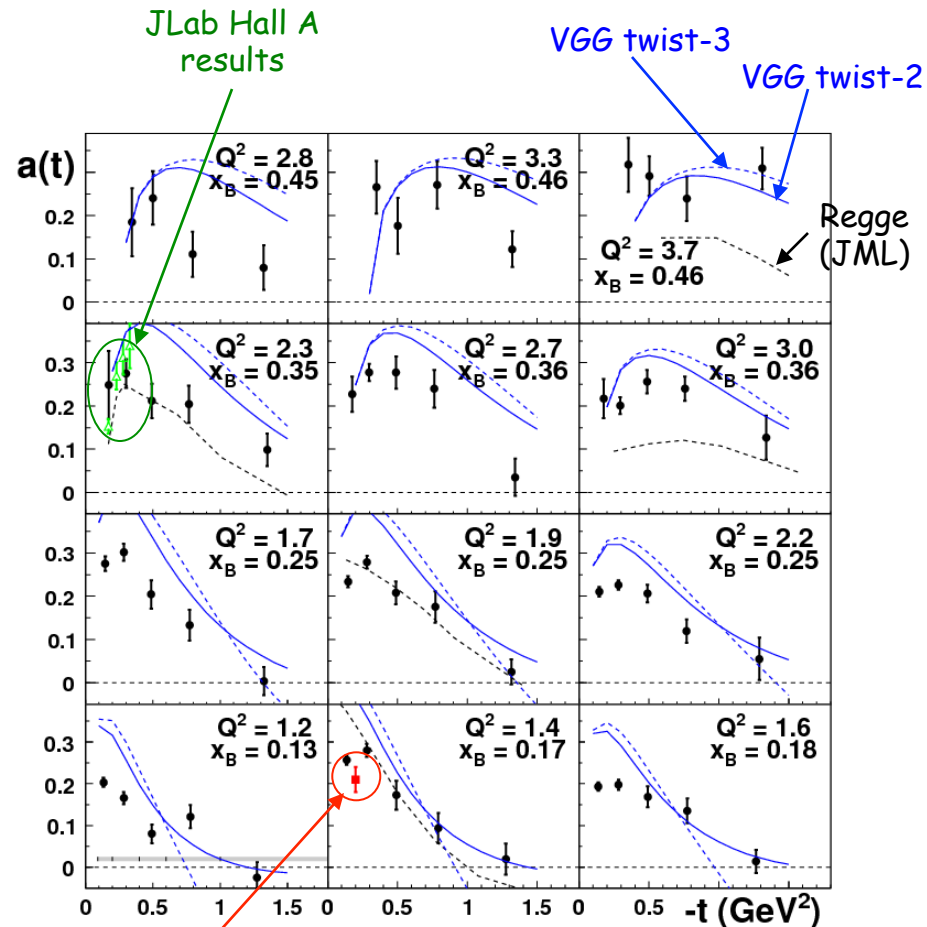 JLab Hall A
results
VGG twist-3
VGG twist-2
a(t)
Q² = 2.8
x_B = 0.45
Q² = 3.3
x_B = 0.46
Q² = 3.7
x_B = 0.46
Regge
(JML)
0.2
0.1
0
Q² = 2.3
x_B = 0.35
Q² = 2.7
x_B = 0.36
Q² = 3.0
x_B = 0.36
0.3
0.2
0.1
0
Q² = 1.7
x_B = 0.25
Q² = 1.9
x_B = 0.25
Q² = 2.2
x_B = 0.25
0.3
0.2
0.1
0
Q² = 1.2
x_B = 0.13
Q² = 1.4
x_B = 0.17
Q² = 1.6
x_B = 0.18
0.3
0.2
0.1
0
0 0.5 1 1.5 0 0.5 1 1.5 0 0.5 -t (GeV²)